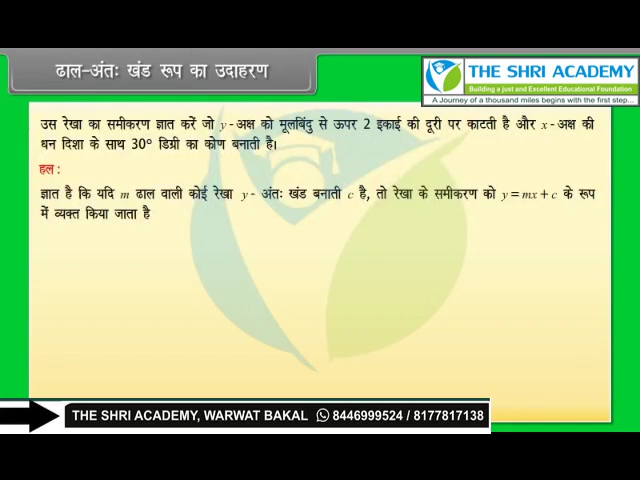 ढाल-अंतः खंड रूप का उदाहरण
THE SHRI ACADEMY
Building a just and Excellent Educational Foundation
A Journey of a thousand miles begins with the first step...
उस रेखा का समीकरण ज्ञात करें जो y - अक्ष को मूलबिंदु से ऊपर 2 इकाई की दूरी पर काटती है और x - अक्ष की
धन दिशा के साथ 30° डिग्री का कोण बनाती है।
हल :
ज्ञात है कि यदि m ढाल वाली कोई रेखा y - अंतः खंड बनाती c है, तो रेखा के समीकरण को y = mx + c के रूप
में व्यक्त किया जाता है
THE SHRI ACADEMY, WARWAT BAKAL 8446999524 / 8177817138